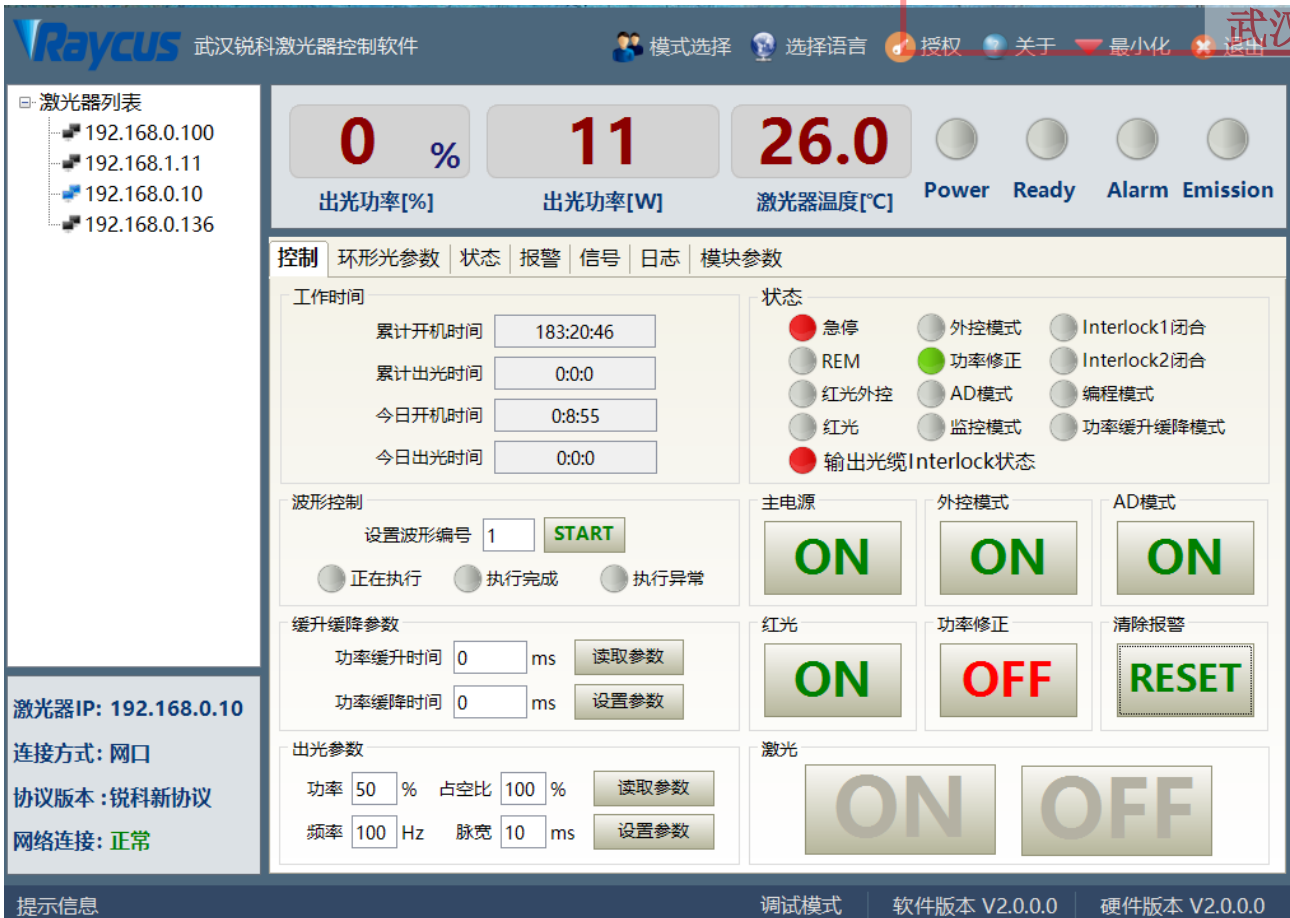 Raycus 武汉锐科激光器控制软件 模式选择 选择语言 授权 关于 最小化 退出
武汉
激光器列表
192.168.0.100
192.168.1.11
192.168.0.10
192.168.0.136
0 % 11 26.0
出光功率[%] 出光功率[W] 激光器温度[℃] Power Ready Alarm Emission
控制 环形光参数 状态 报警 信号 日志 模块参数
工作时间
累计开机时间 183:20:46
累计出光时间 0:0:0
今日开机时间 0:8:55
今日出光时间 0:0:0
状态
急停 外控模式 Interlock1闭合
REM 功率修正 Interlock2闭合
红光外控 AD模式 编程模式
红光 监控模式 功率缓升缓降模式
输出光缆Interlock状态
波形控制
设置波形编号 1 START
正在执行 执行完成 执行异常
主电源 外控模式 AD模式
ON ON ON
缓升缓降参数
功率缓升时间 0 ms 读取参数
功率缓降时间 0 ms 设置参数
红光 功率修正 清除报警
ON OFF RESET
出光参数
功率 50 % 占空比 100 % 读取参数
频率 100 Hz 脉宽 10 ms 设置参数
激光
ON OFF
激光器IP: 192.168.0.10
连接方式: 网口
协议版本 :锐科新协议
网络连接: 正常
提示信息 调试模式 软件版本 V2.0.0.0 硬件版本 V2.0.0.0